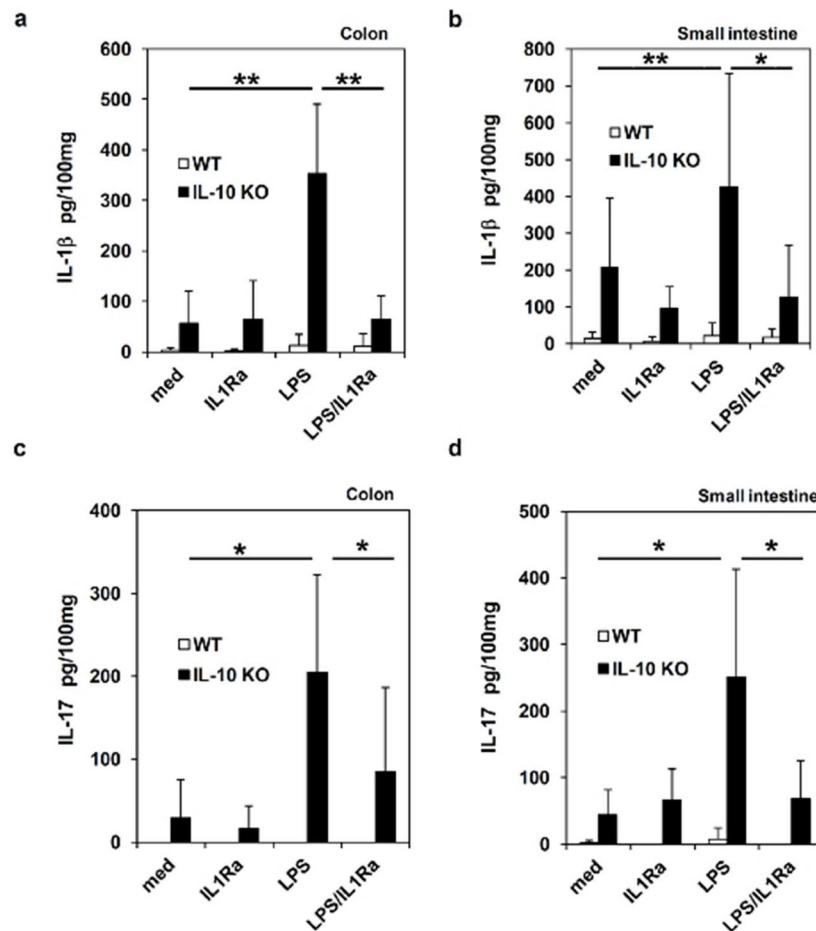 a
Colon
600
500
400
300
200
100
0
IL-1β pg/100mg
**
**
WT
IL-10 KO
med
IL1Ra
LPS
LPS/IL1Ra
b
Small intestine
800
700
600
500
400
300
200
100
0
IL-1β pg/100mg
**
*
WT
IL-10 KO
med
IL1Ra
LPS
LPS/IL1Ra
c
Colon
400
300
200
100
0
IL-17 pg/100mg
*
*
WT
IL-10 KO
med
IL1Ra
LPS
LPS/IL1Ra
d
Small intestine
500
400
300
200
100
0
IL-17 pg/100mg
*
*
WT
IL-10 KO
med
IL1Ra
LPS
LPS/IL1Ra